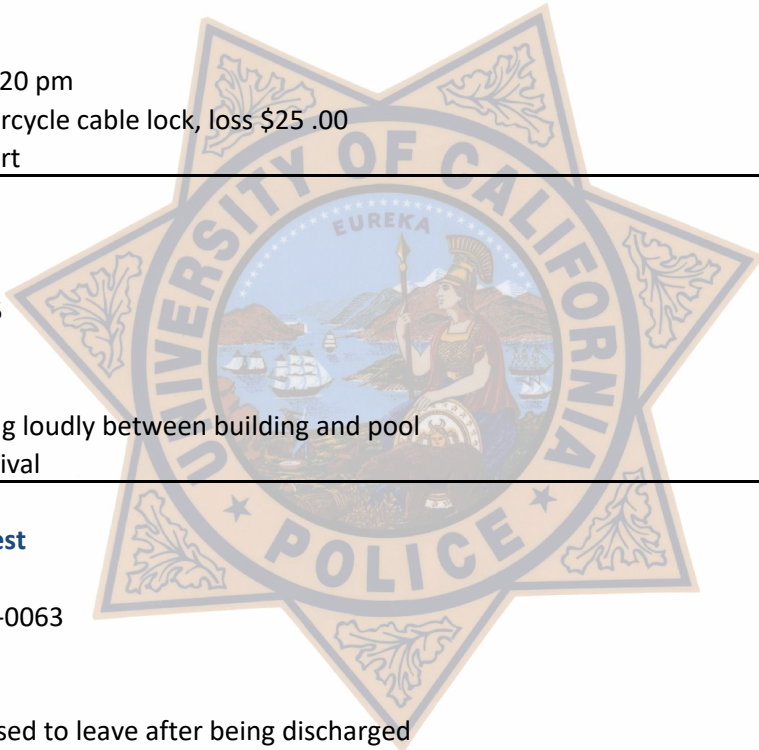 20 pm
rcycle cable lock, loss $25 .00
rt
EUREKA
UNIVERSITY OF CALIFORNIA
g loudly between building and pool
ival
est
POLICE
-0063
sed to leave after being discharged